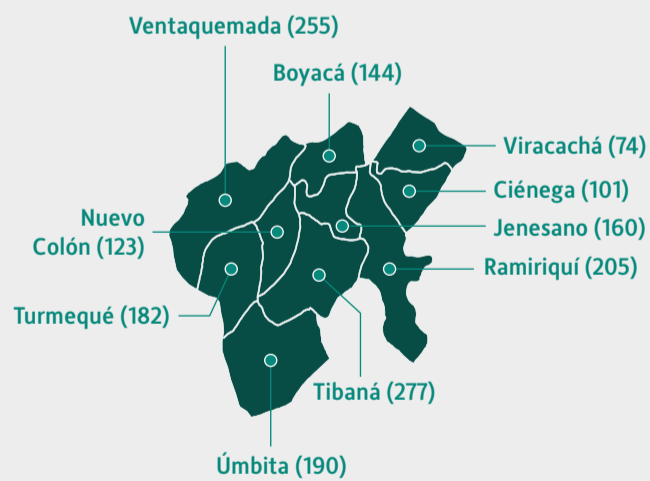 Ventaquemada (255)
Boyacá (144)
Viracachá (74)
Ciénega (101)
Nuevo
Colón (123)
Jenesano (160)
Ramiriquí (205)
Turmequé (182)
Tibaná (277)
Úmbita (190)